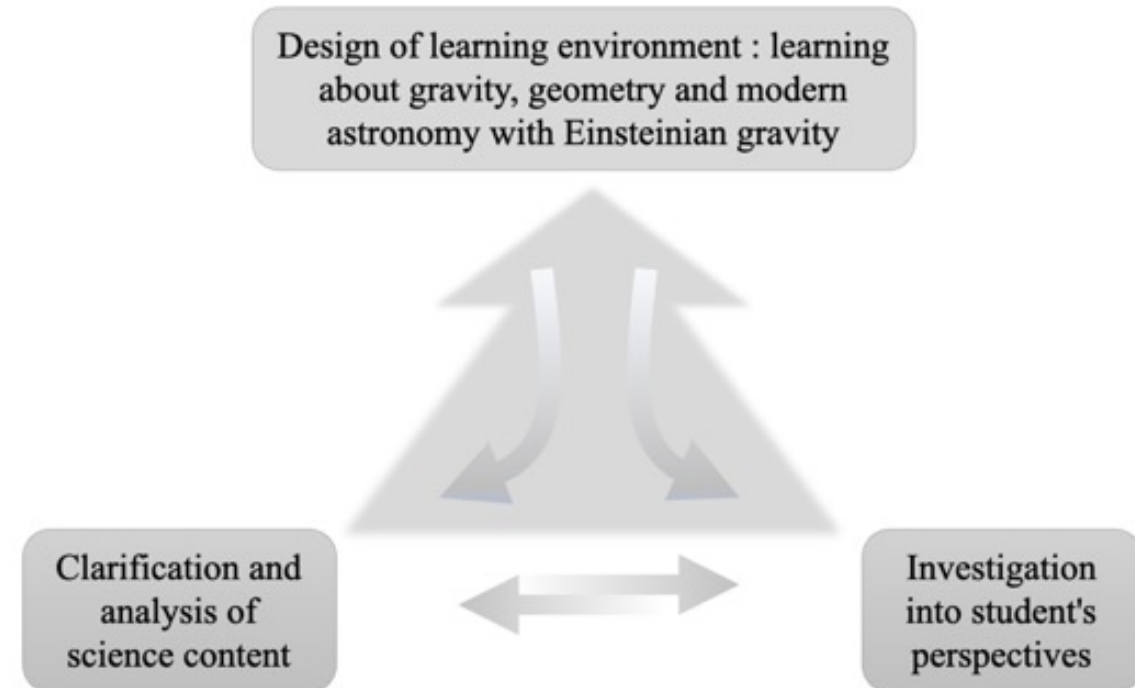 Design of learning environment : learning
about gravity, geometry and modern
astronomy with Einsteinian gravity
Clarification and
analysis of
science content
Investigation
into student's
perspectives